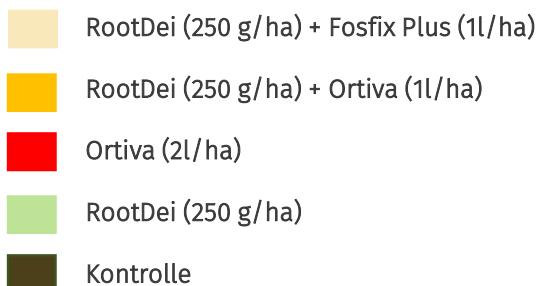 RootDei (250 g/ha) + Fosfix Plus (1l/ha)
RootDei (250 g/ha) + Ortiva (1l/ha)
Ortiva (2l/ha)
RootDei (250 g/ha)
Kontrolle